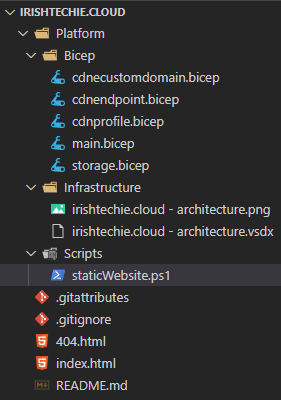 IRISHTECHIE.CLOUD
Platform
Bicep
cdnecustomdomain.bicep
cdnendpoint.bicep
cdnprofile.bicep
main.bicep
storage.bicep
Infrastructure
irishtechie.cloud - architecture.png
irishtechie.cloud - architecture.vsdx
Scripts
staticWebsite.ps1
.gitattributes
.gitignore
404.html
index.html
README.md